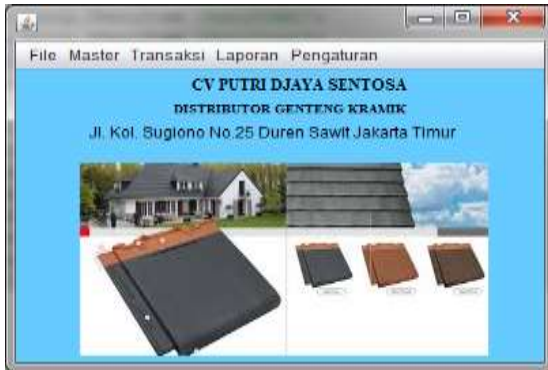 File Master Transaksi Laporan Pengaturan
CV PUTRI DJAYA SENTOSA
DISTRIBUTOR GENTENG KRAMIK
Jl. Kol. Sugiono No.25 Duren Sawit Jakarta Timur